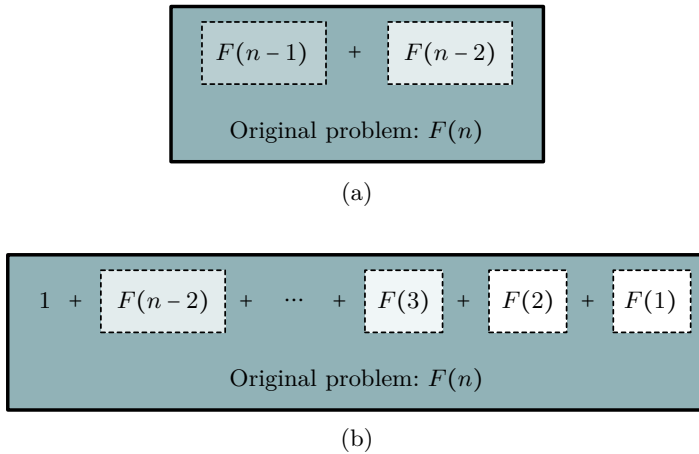 F(n − 1) + F(n − 2)
Original problem: F(n)
(a)
1 + F(n − 2) + ⋯ + F(3) + F(2) + F(1)
Original problem: F(n)
(b)